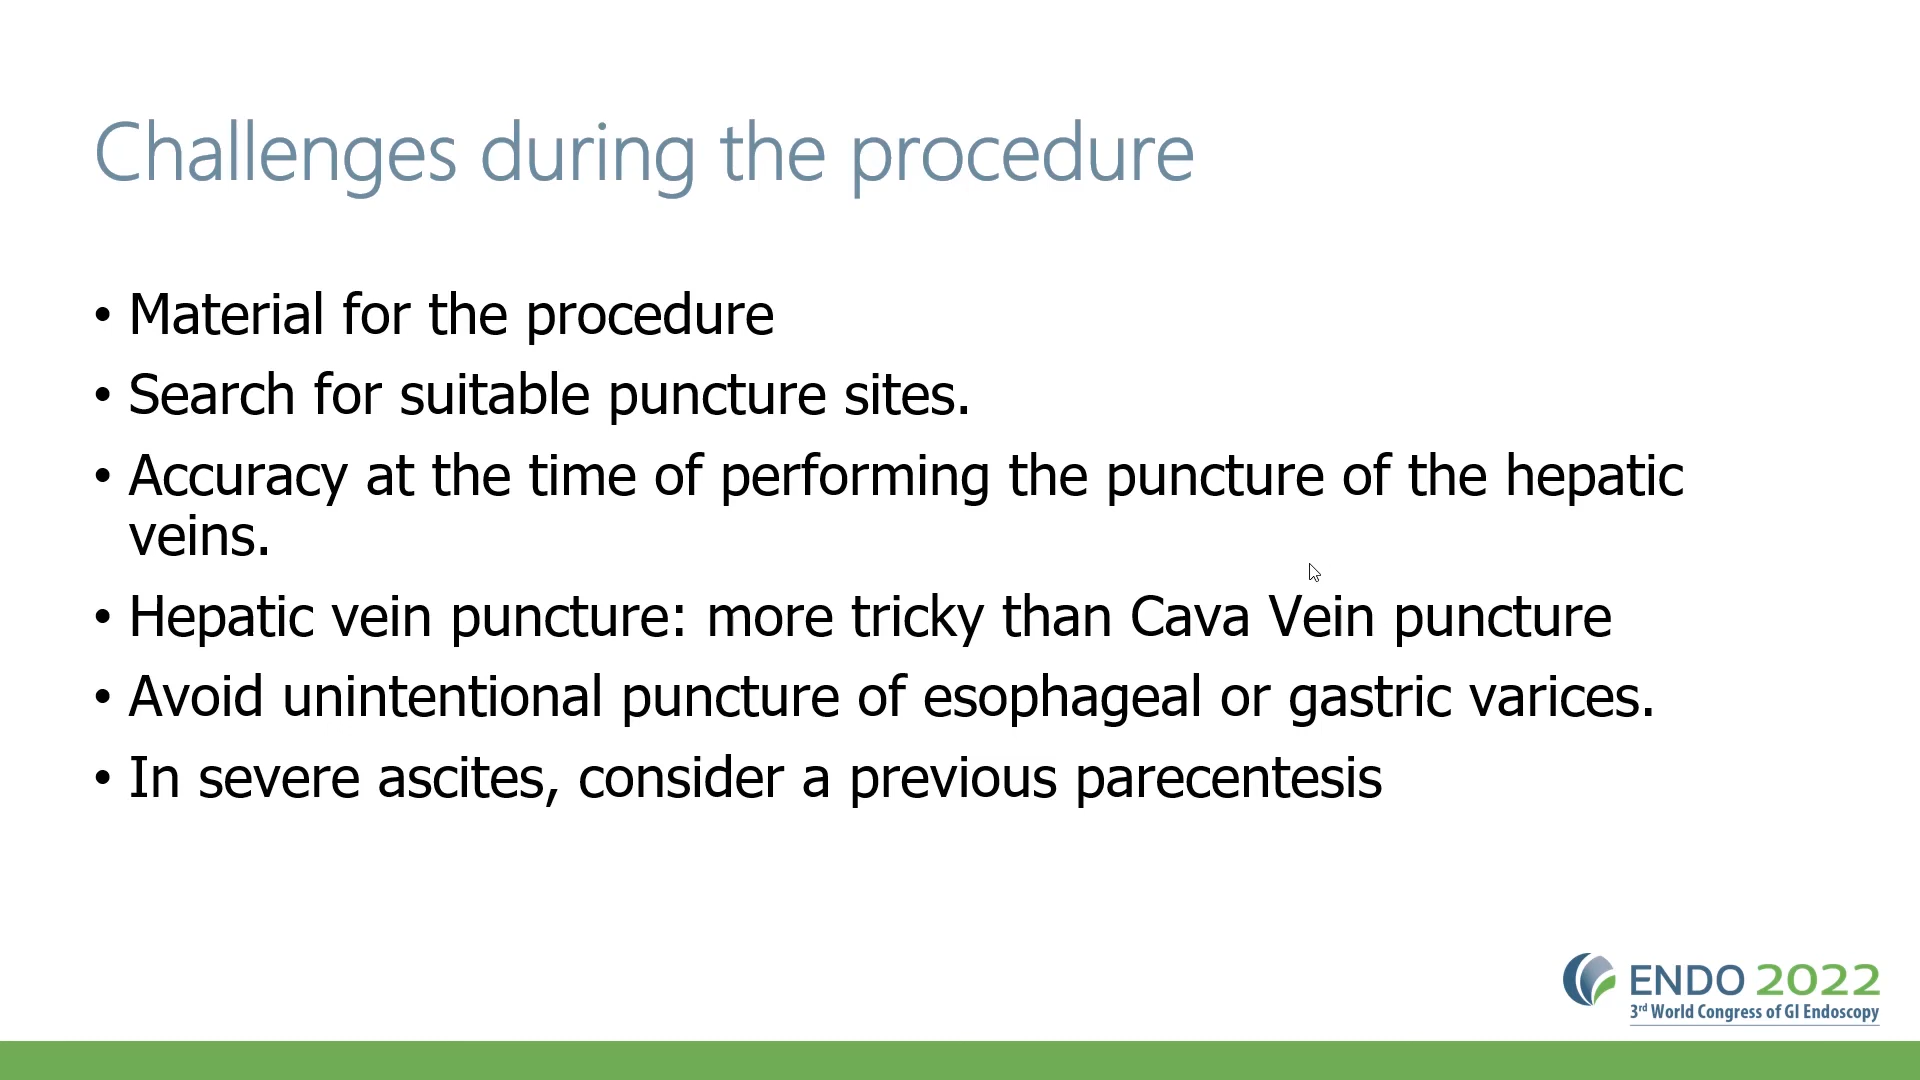 Challenges during the procedure
• Material for the procedure
• Search for suitable puncture sites.
• Accuracy at the time of performing the puncture of the hepatic
veins.
• Hepatic vein puncture: more tricky than Cava Vein puncture
• Avoid unintentional puncture of esophageal or gastric varices.
• In severe ascites, consider a previous parecentesis
ENDO 2022
3rd World Congress of GI Endoscopy